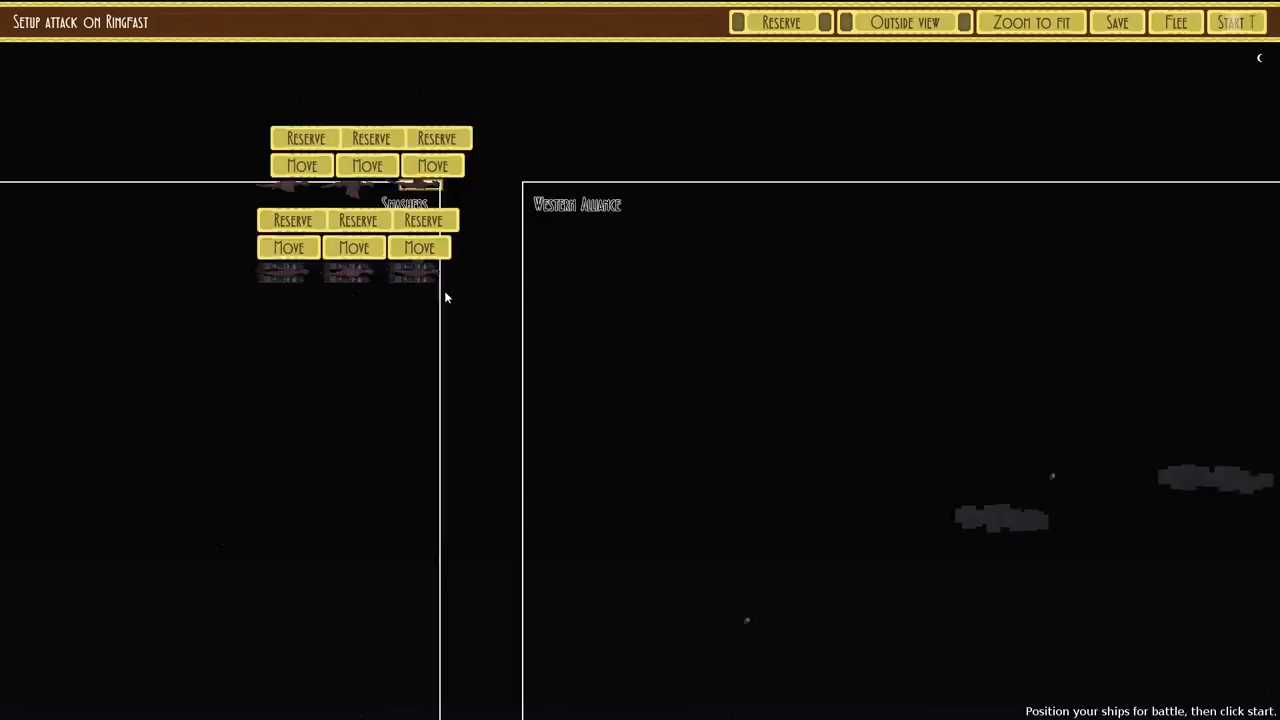 Setup attack on Ringfast
Reserve Outside view Zoom to fit Save Flee Start
Reserve Reserve Reserve
Move Move Move
Smashers
Western Alliance
Reserve Reserve Reserve
Move Move Move
Position your ships for battle, then click start.